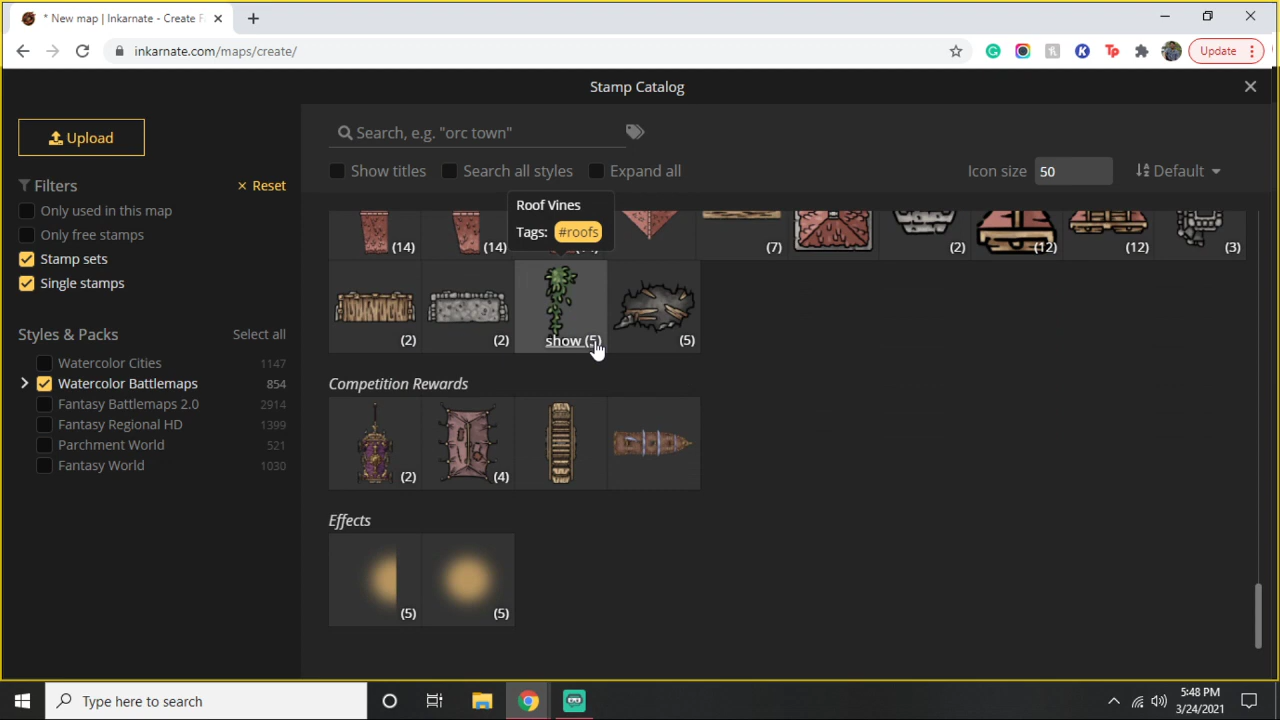 * New map | Inkarnate - Create F
inkarnate.com/maps/create/
Update
Stamp Catalog
Upload
Search, e.g. "orc town"
Show titles
Search all styles
Expand all
Icon size
50
Default
Filters
Reset
Only used in this map
Only free stamps
Stamp sets
Single stamps
Styles & Packs
Select all
Watercolor Cities 1147
Watercolor Battlemaps 854
Fantasy Battlemaps 2.0 2914
Fantasy Regional HD 1399
Parchment World 521
Fantasy World 1030
Roof Vines
Tags: #roofs
(14) (14) (7) (2) (12) (12) (3)
(2) (2) show (5) (5)
Competition Rewards
(2) (4)
Effects
(5) (5)
Type here to search
5:48 PM
3/24/2021